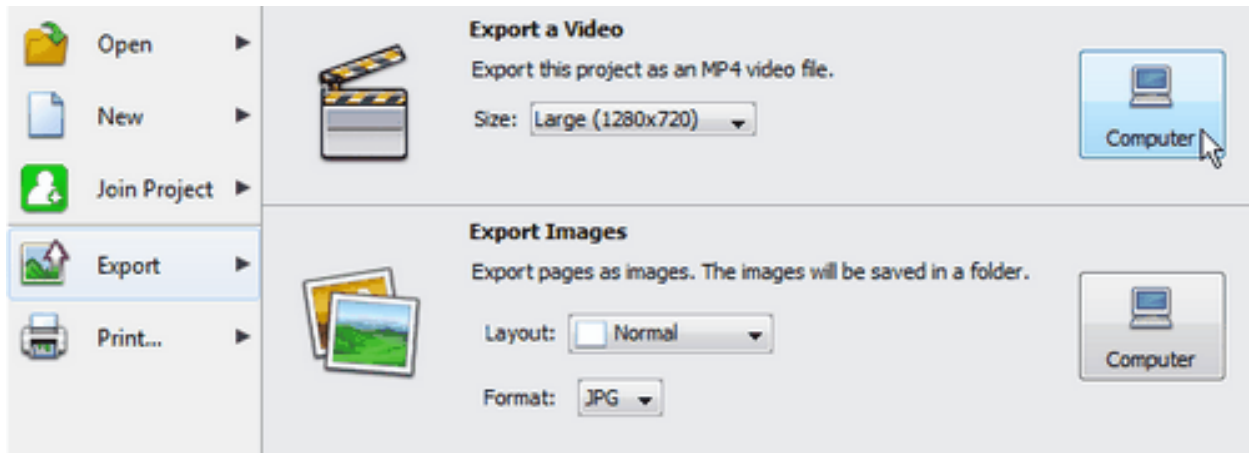 Open
New
Join Project
Export
Print...
Export a Video
Export this project as an MP4 video file.
Size: Large (1280x720)
Computer
Export Images
Export pages as images. The images will be saved in a folder.
Layout: Normal
Format: JPG
Computer